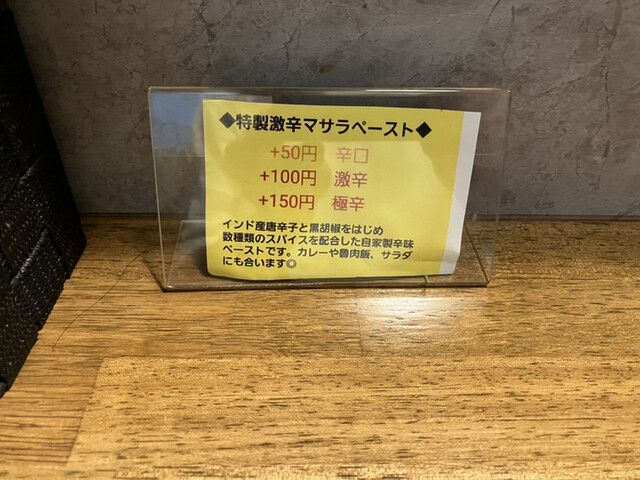 ◆特製激辛マサラペースト◆
+50円 辛口
+100円 激辛
+150円 極辛
インド産唐辛子と黒胡椒をはじめ
数種類のスパイスを配合した自家製辛味
ペーストです。カレーや魯肉飯、サラダ
にも合います◎